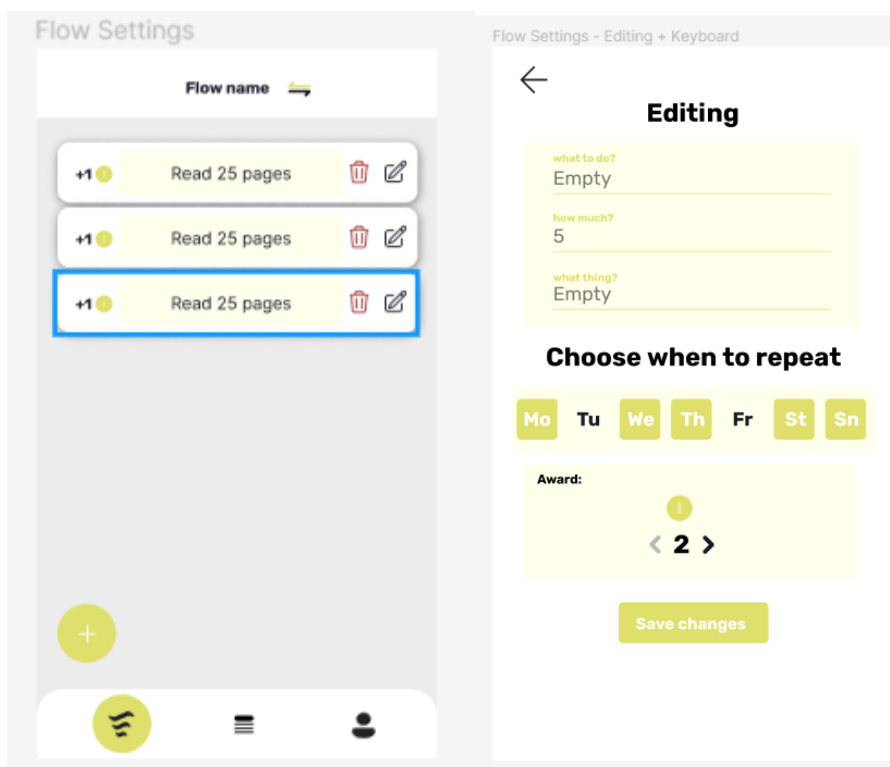 Flow Settings
Flow name
+1 Read 25 pages
+1 Read 25 pages
+1 Read 25 pages
+
Flow Settings - Editing + Keyboard
Editing
what to do?
Empty
how much?
5
what thing?
Empty
Choose when to repeat
Mo Tu We Th Fr St Sn
Award:
< 2 >
Save changes